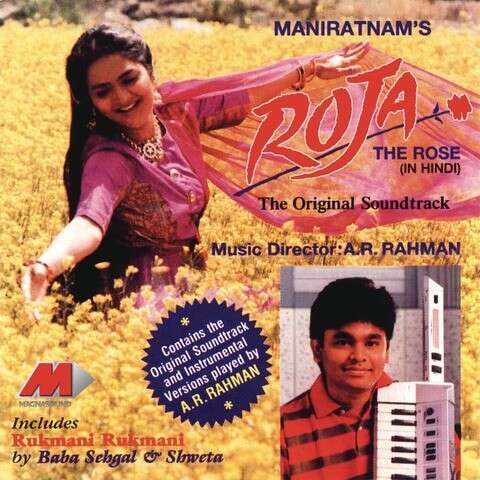 MANIRATNAM'S
ROJA
THE ROSE
(IN HINDI)
The Original Soundtrack
Music Director: A.R. RAHMAN
Contains the
Original Soundtrack
and Instrumental
Versions played by
A.R. RAHMAN
M
MAGNASOUND
Includes
Rukmani Rukmani
by Baba Sehgal & Shweta